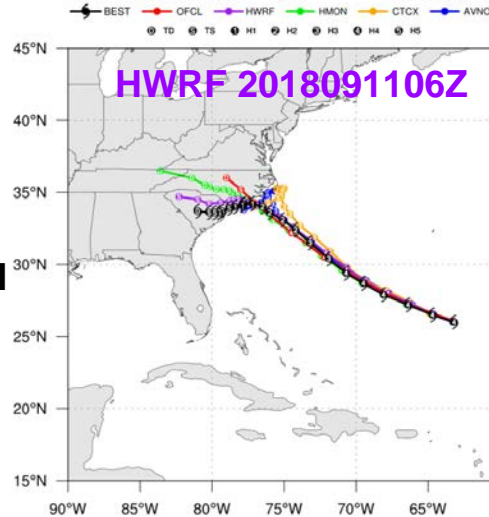 BEST OFCL HWRF HMON CTCX AVNO
TD TS H1 H2 H3 H4 H5
HWRF 2018091106Z
45°N
40°N
35°N
30°N
25°N
20°N
15°N
90°W 85°W 80°W 75°W 70°W 65°W